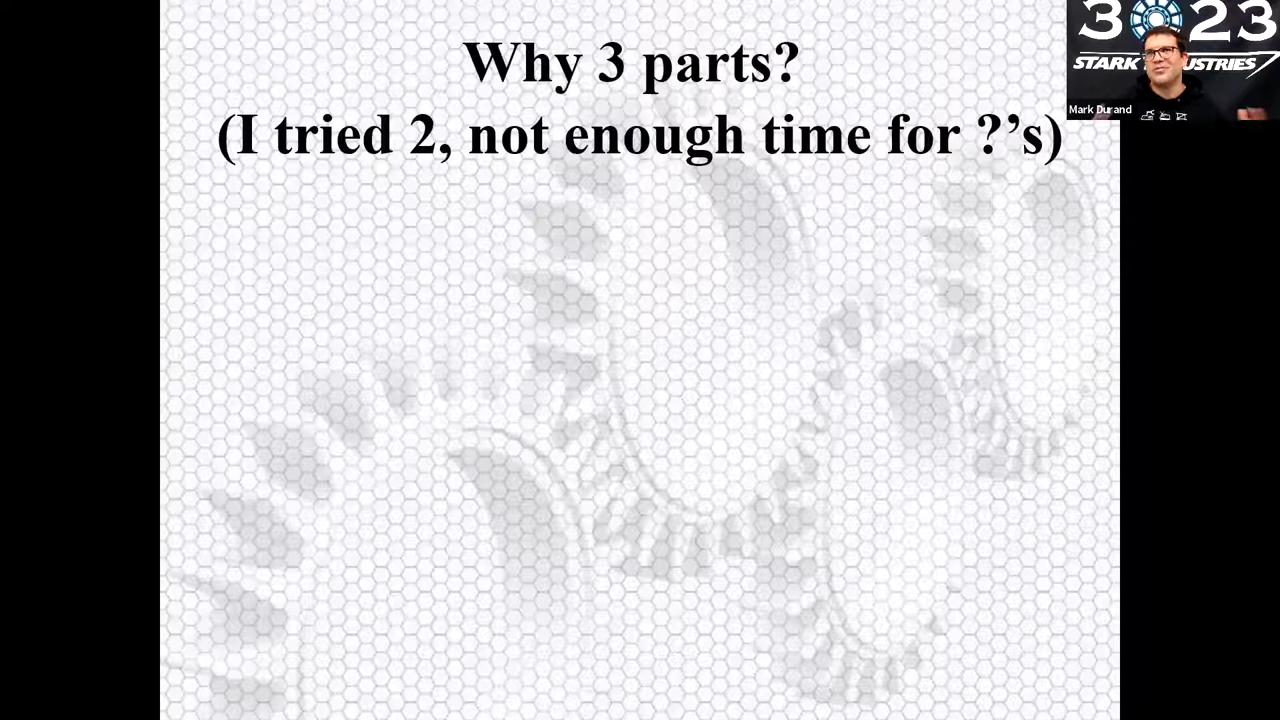 Why 3 parts?
(I tried 2, not enough time for ?’s)
3 23
STARK USTRIES
Mark Durand